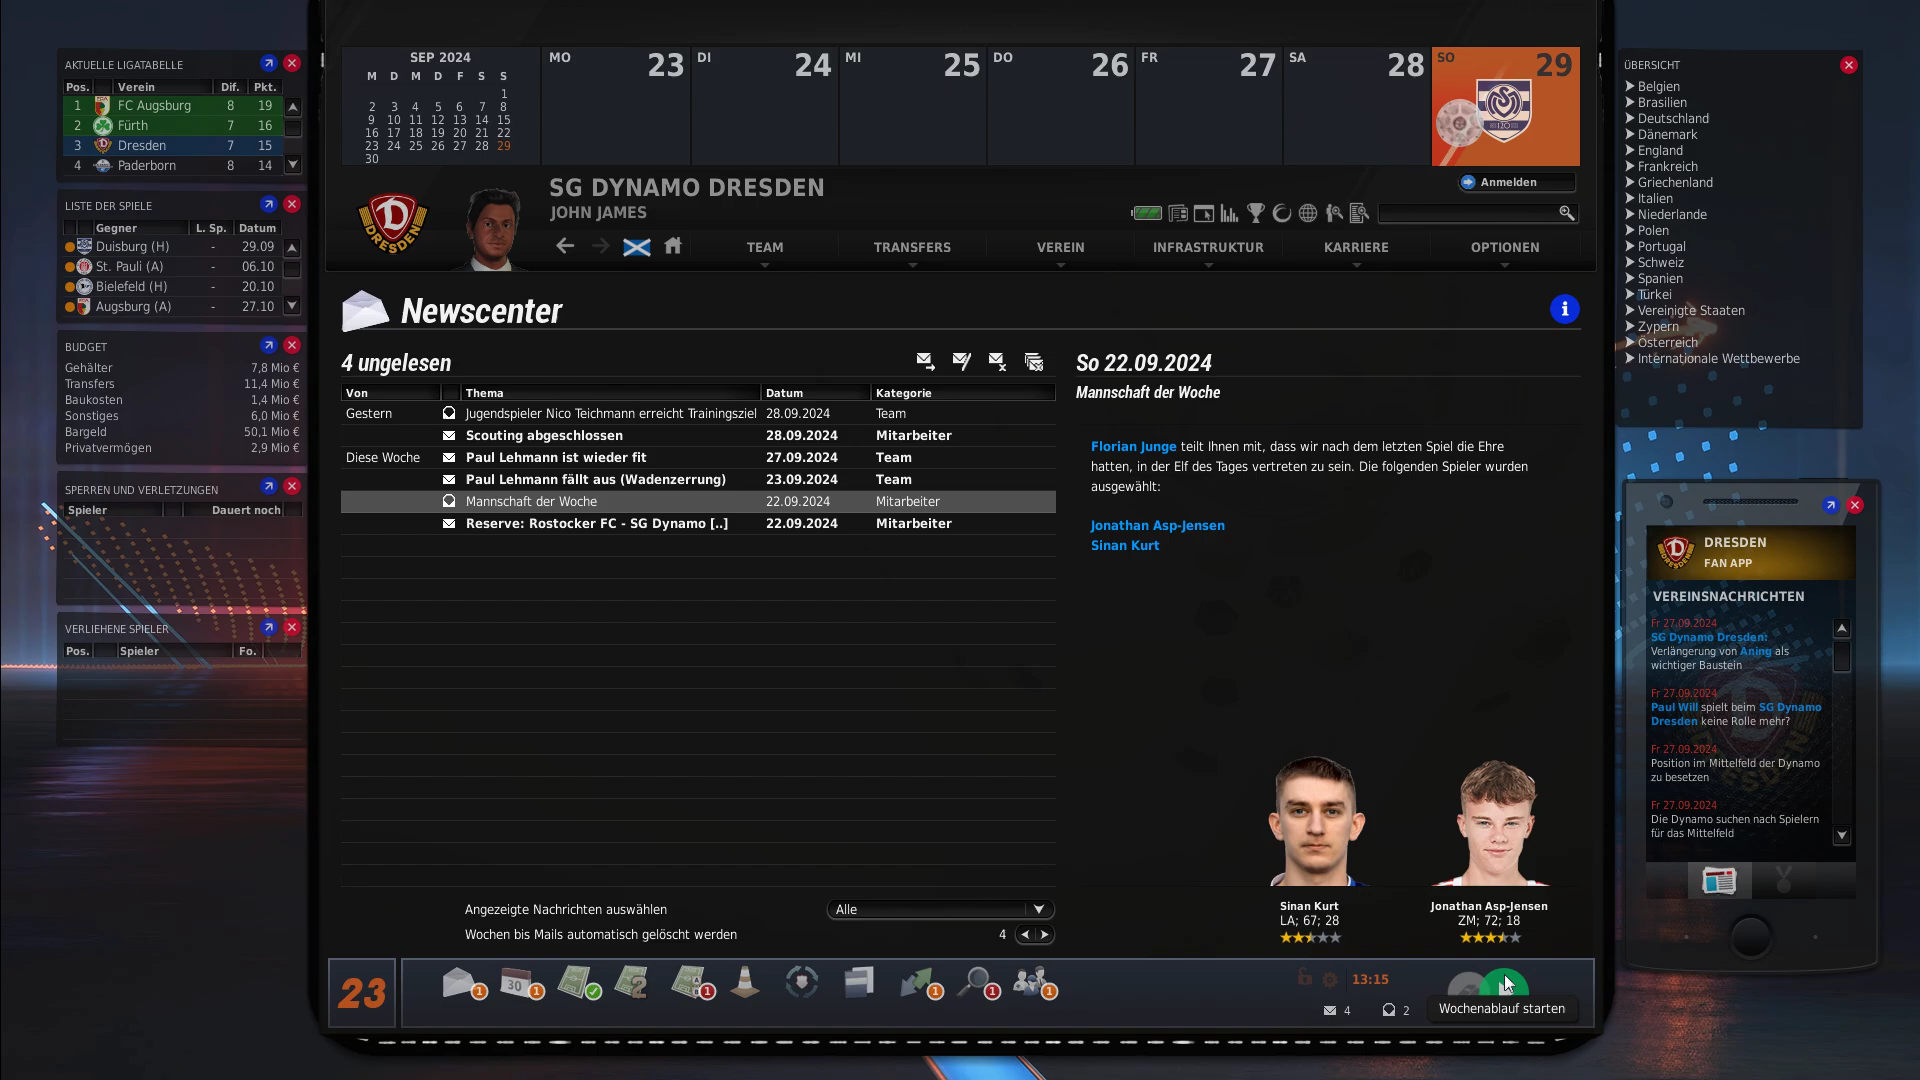 AKTUELLE LIGATABELLE
Pos. Verein Dif. Pkt.
1 FC Augsburg 8 19
2 Fürth 7 16
3 Dresden 7 15
4 Paderborn 8 14
LISTE DER SPIELE
Gegner L. Sp. Datum
Duisburg (H) - 29.09
St. Pauli (A) - 06.10
Bielefeld (H) - 20.10
Augsburg (A) - 27.10
BUDGET
Gehälter 7,8 Mio €
Transfers 11,4 Mio €
Baukosten 1,4 Mio €
Sonstiges 6,0 Mio €
Bargeld 50,1 Mio €
Privatvermögen 2,9 Mio €
SPERREN UND VERLETZUNGEN
Spieler Dauert noch
VERLIEHENE SPIELER
Pos. Spieler Fo.
SEP 2024
M D M D F S S
1
2 3 4 5 6 7 8
9 10 11 12 13 14 15
16 17 18 19 20 21 22
23 24 25 26 27 28 29
30
MO 23 DI 24 MI 25 DO 26 FR 27 SA 28 SO 29
SG DYNAMO DRESDEN
JOHN JAMES
Anmelden
TEAM TRANSFERS VEREIN INFRASTRUKTUR KARRIERE OPTIONEN
Newscenter
4 ungelesen
Von Thema Datum Kategorie
Gestern Jugendspieler Nico Teichmann erreicht Trainingsziel 28.09.2024 Team
Scouting abgeschlossen 28.09.2024 Mitarbeiter
Diese Woche Paul Lehmann ist wieder fit 27.09.2024 Team
Paul Lehmann fällt aus (Wadenzerrung) 23.09.2024 Team
Mannschaft der Woche 22.09.2024 Mitarbeiter
Reserve: Rostocker FC - SG Dynamo [..] 22.09.2024 Mitarbeiter
Angezeigte Nachrichten auswählen Alle
Wochen bis Mails automatisch gelöscht werden 4
So 22.09.2024
Mannschaft der Woche
Florian Junge teilt Ihnen mit, dass wir nach dem letzten Spiel die Ehre
hatten, in der Elf des Tages vertreten zu sein. Die folgenden Spieler wurden
ausgewählt:
Jonathan Asp-Jensen
Sinan Kurt
Sinan Kurt
LA; 67; 28
Jonathan Asp-Jensen
ZM; 72; 18
23
30
1 1 2 1 1 1 1
13:15
4 2
Wochenablauf starten
ÜBERSICHT
Belgien
Brasilien
Deutschland
Dänemark
England
Frankreich
Griechenland
Italien
Niederlande
Polen
Portugal
Schweiz
Spanien
Türkei
Vereinigte Staaten
Zypern
Österreich
Internationale Wettbewerbe
DRESDEN
FAN APP
VEREINSNACHRICHTEN
Fr 27.09.2024
SG Dynamo Dresden:
Verlängerung von Aning als
wichtiger Baustein
Fr 27.09.2024
Paul Will spielt beim SG Dynamo
Dresden keine Rolle mehr?
Fr 27.09.2024
Position im Mittelfeld der Dynamo
zu besetzen
Fr 27.09.2024
Die Dynamo suchen nach Spielern
für das Mittelfeld